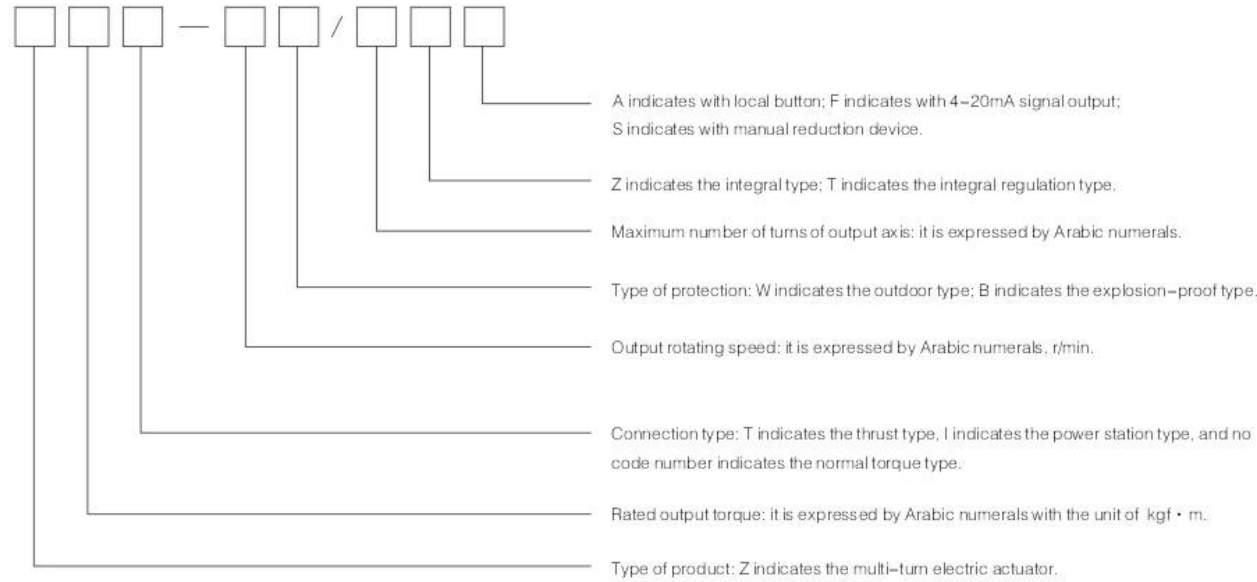 — /
A indicates with local button; F indicates with 4–20mA signal output;
S indicates with manual reduction device.
Z indicates the integral type; T indicates the integral regulation type.
Maximum number of turns of output axis: it is expressed by Arabic numerals.
Type of protection: W indicates the outdoor type; B indicates the explosion–proof type.
Output rotating speed: it is expressed by Arabic numerals, r/min.
Connection type: T indicates the thrust type, I indicates the power station type, and no
code number indicates the normal torque type.
Rated output torque: it is expressed by Arabic numerals with the unit of kgf • m.
Type of product: Z indicates the multi–turn electric actuator.